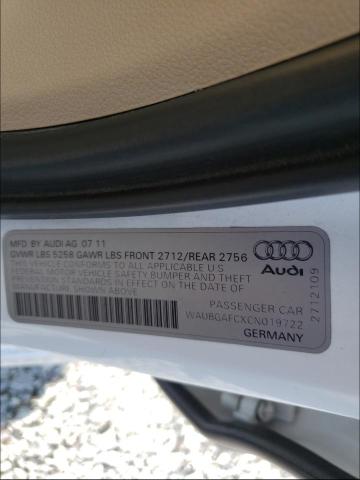 MFD BY AUDI AG 07 11
GVWR LBS 5258 GAWR LBS FRONT 2712/REAR 2756
THIS VEHICLE CONFORMS TO ALL APPLICABLE U.S
FEDERAL MOTOR VEHICLE SAFETY,BUMPER AND THEFT
PREVENTION STANDARDS IN EFFECT ON THE DATE OF
MANUFACTURE SHOWN ABOVE
PASSENGER CAR
WAUBGAFCXCN019722
GERMANY
Audi
2712109